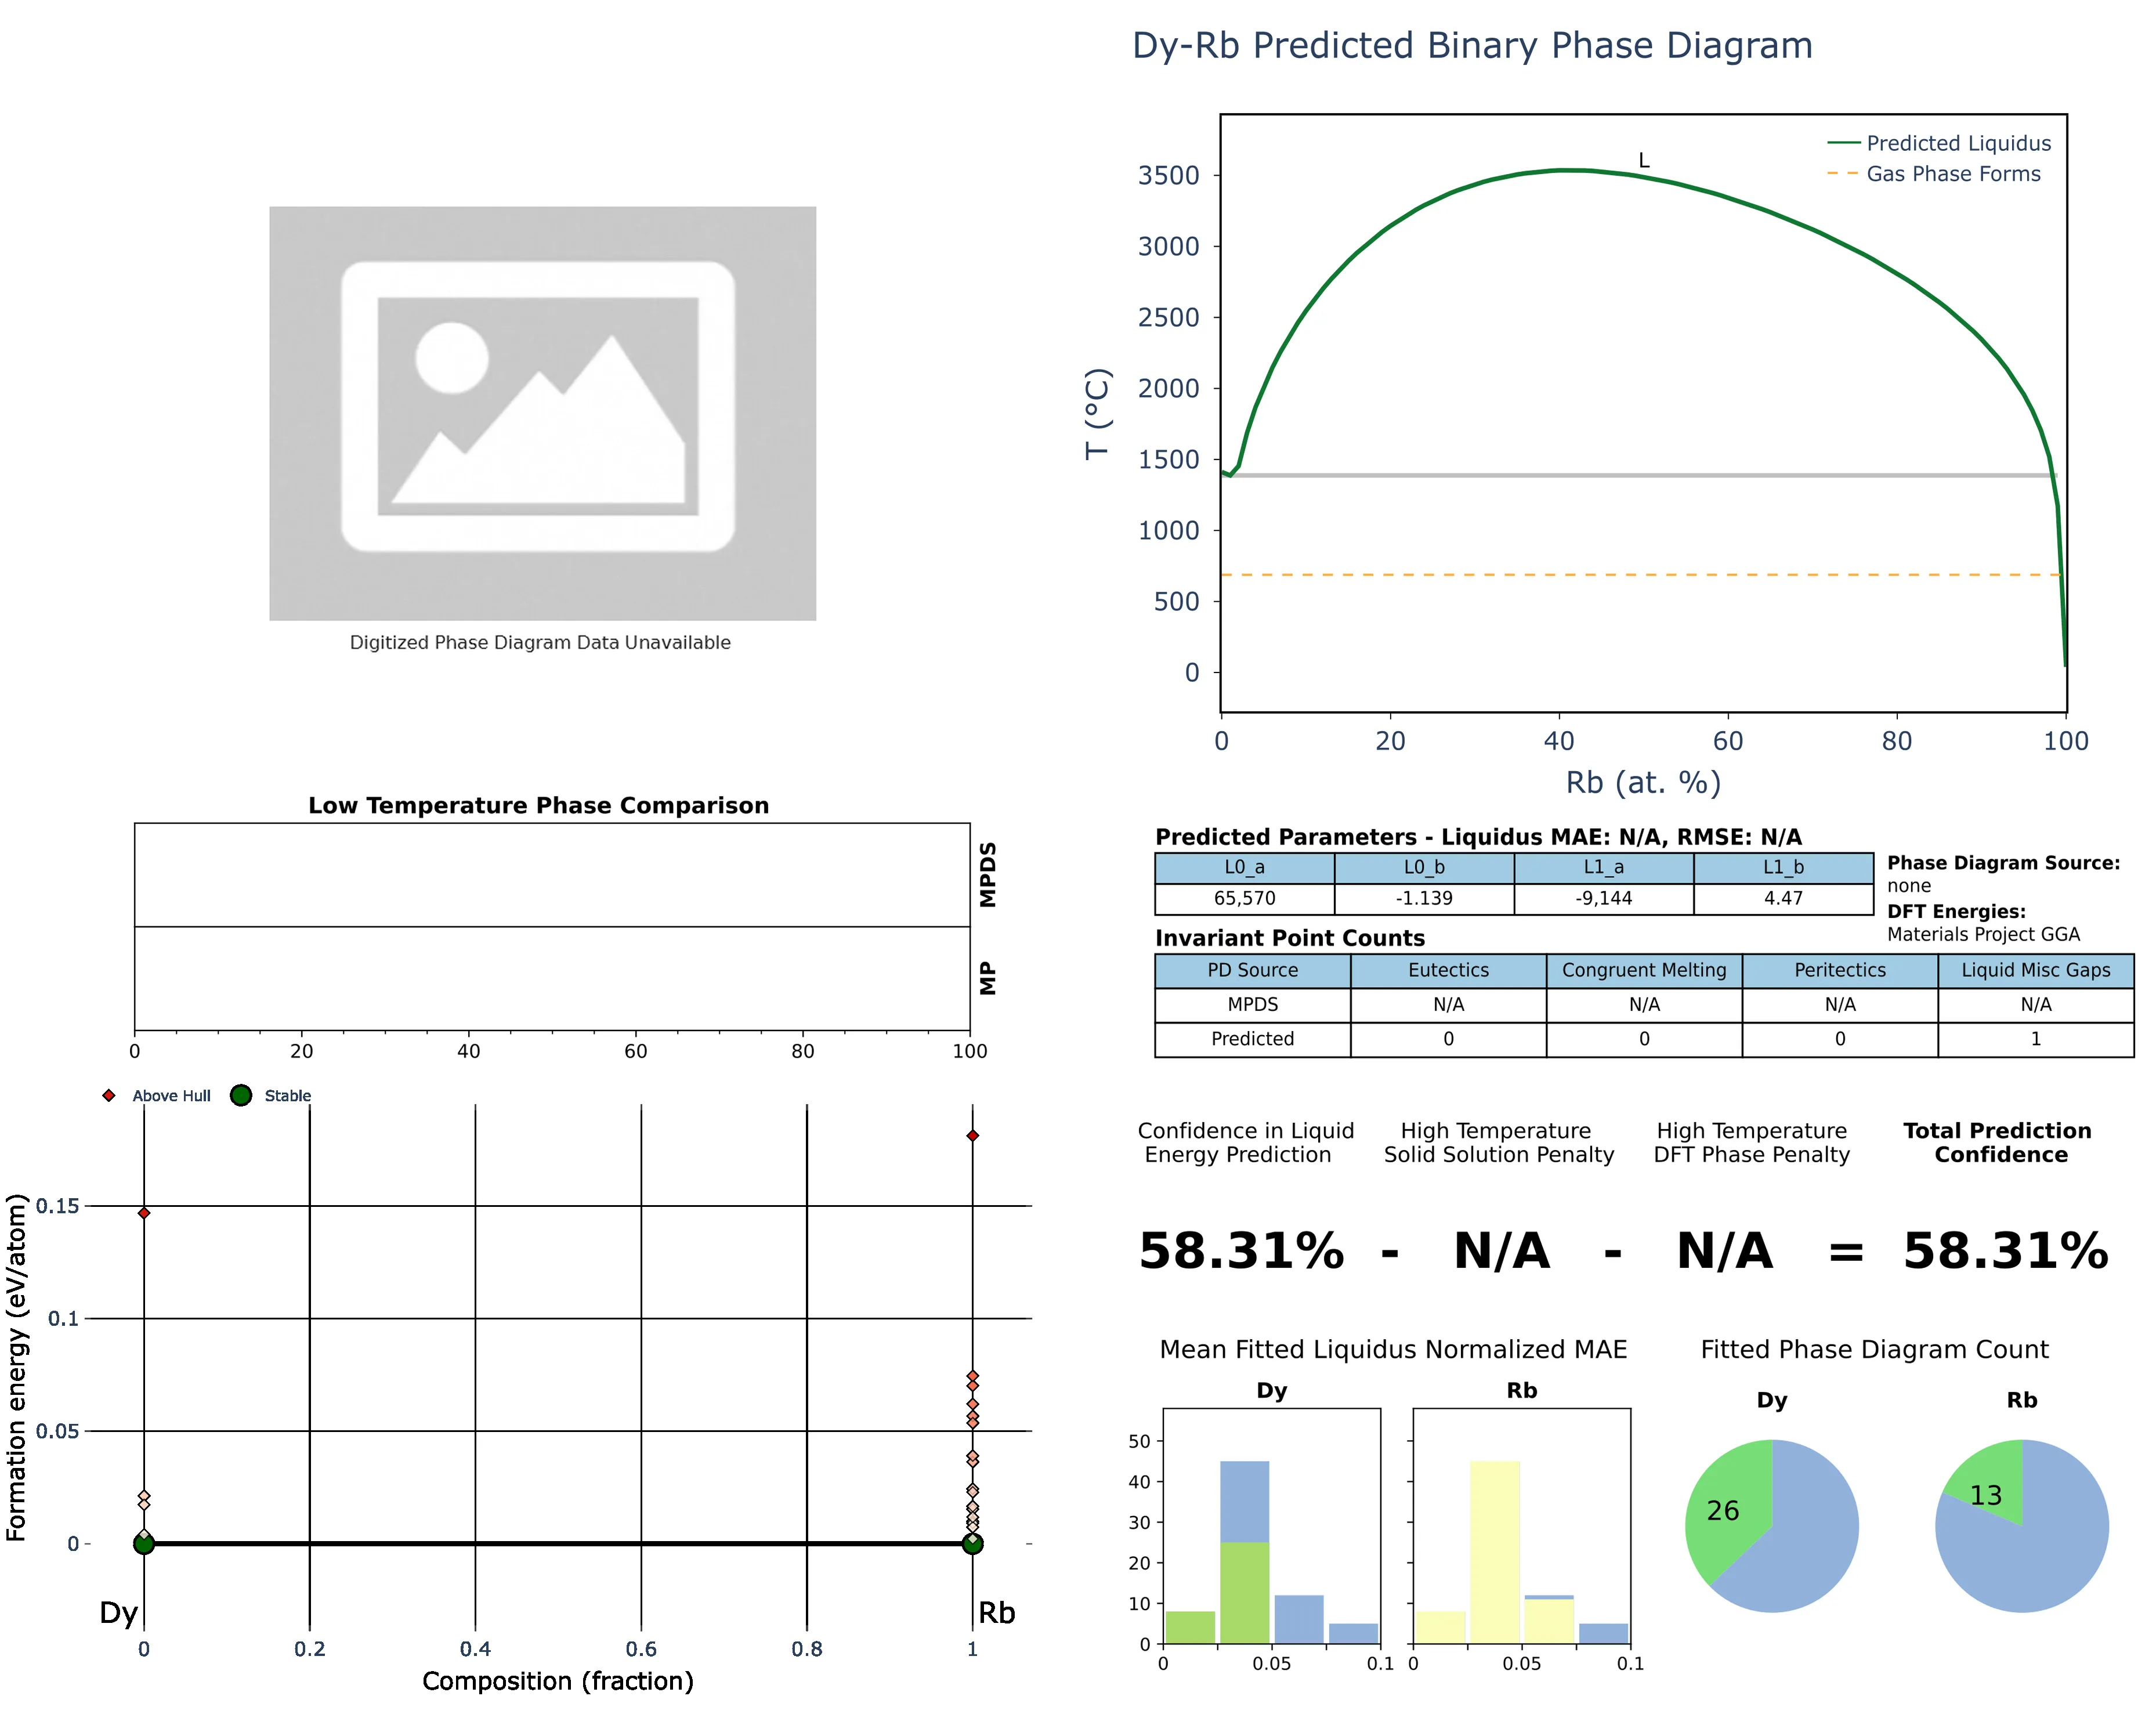 Dy-Rb Predicted Binary Phase Diagram
Digitized Phase Diagram Data Unavailable
L
Predicted Liquidus
Gas Phase Forms
T (°C)
3500
3000
2500
2000
1500
1000
500
0
0 20 40 60 80 100
Rb (at. %)
Low Temperature Phase Comparison
MPDS
MP
0 20 40 60 80 100
Predicted Parameters - Liquidus MAE: N/A, RMSE: N/A
L0_a L0_b L1_a L1_b
65,570 -1.139 -9,144 4.47
Phase Diagram Source:
none
DFT Energies:
Materials Project GGA
Invariant Point Counts
PD Source Eutectics Congruent Melting Peritectics Liquid Misc Gaps
MPDS N/A N/A N/A N/A
Predicted 0 0 0 1
Above Hull Stable
Formation energy (eV/atom)
0.15
0.1
0.05
0
Dy Rb
0 0.2 0.4 0.6 0.8 1
Composition (fraction)
Confidence in Liquid
Energy Prediction
High Temperature
Solid Solution Penalty
High Temperature
DFT Phase Penalty
Total Prediction
Confidence
58.31% - N/A - N/A = 58.31%
Mean Fitted Liquidus Normalized MAE
Dy Rb
50
40
30
20
10
0
0 0.05 0.1 0 0.05 0.1
Fitted Phase Diagram Count
Dy Rb
26 13